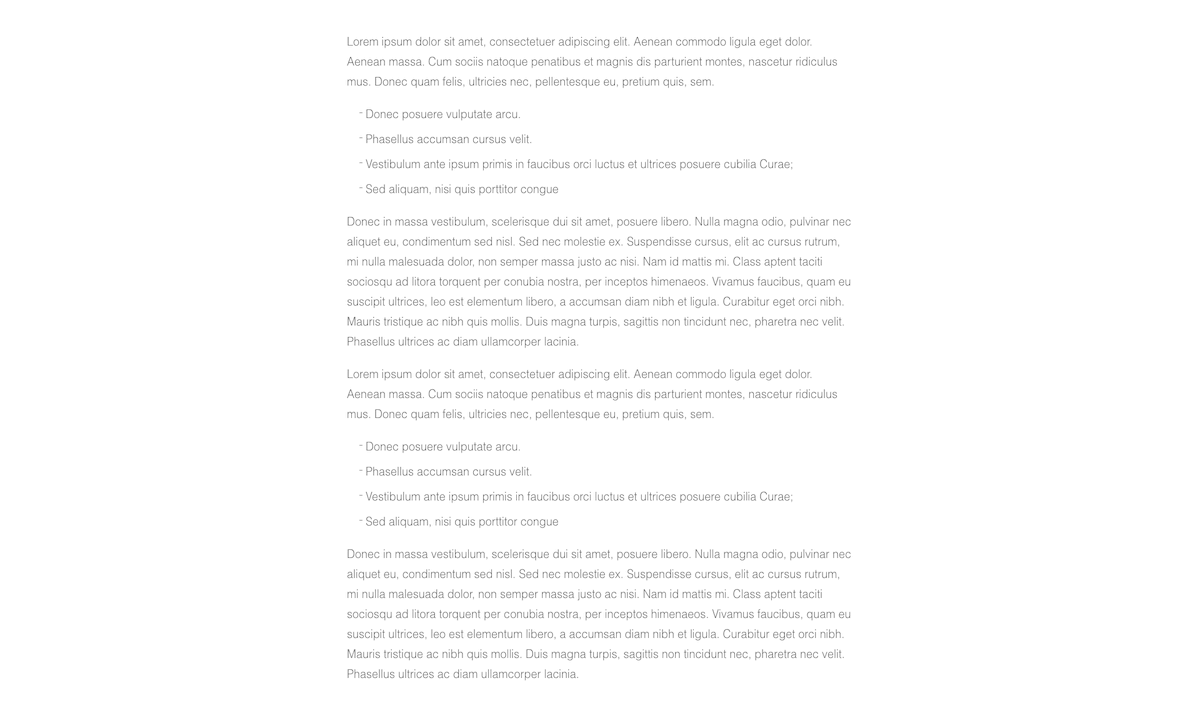 Lorem ipsum dolor sit amet, consectetuer adipiscing elit. Aenean commodo ligula eget dolor.
Aenean massa. Cum sociis natoque penatibus et magnis dis parturient montes, nascetur ridiculus
mus. Donec quam felis, ultricies nec, pellentesque eu, pretium quis, sem.
- Donec posuere vulputate arcu.
- Phasellus accumsan cursus velit.
- Vestibulum ante ipsum primis in faucibus orci luctus et ultrices posuere cubilia Curae;
- Sed aliquam, nisi quis porttitor congue
Donec in massa vestibulum, scelerisque dui sit amet, posuere libero. Nulla magna odio, pulvinar nec
aliquet eu, condimentum sed nisl. Sed nec molestie ex. Suspendisse cursus, elit ac cursus rutrum,
mi nulla malesuada dolor, non semper massa justo ac nisi. Nam id mattis mi. Class aptent taciti
sociosqu ad litora torquent per conubia nostra, per inceptos himenaeos. Vivamus faucibus, quam eu
suscipit ultrices, leo est elementum libero, a accumsan diam nibh et ligula. Curabitur eget orci nibh.
Mauris tristique ac nibh quis mollis. Duis magna turpis, sagittis non tincidunt nec, pharetra nec velit.
Phasellus ultrices ac diam ullamcorper lacinia.
Lorem ipsum dolor sit amet, consectetuer adipiscing elit. Aenean commodo ligula eget dolor.
Aenean massa. Cum sociis natoque penatibus et magnis dis parturient montes, nascetur ridiculus
mus. Donec quam felis, ultricies nec, pellentesque eu, pretium quis, sem.
- Donec posuere vulputate arcu.
- Phasellus accumsan cursus velit.
- Vestibulum ante ipsum primis in faucibus orci luctus et ultrices posuere cubilia Curae;
- Sed aliquam, nisi quis porttitor congue
Donec in massa vestibulum, scelerisque dui sit amet, posuere libero. Nulla magna odio, pulvinar nec
aliquet eu, condimentum sed nisl. Sed nec molestie ex. Suspendisse cursus, elit ac cursus rutrum,
mi nulla malesuada dolor, non semper massa justo ac nisi. Nam id mattis mi. Class aptent taciti
sociosqu ad litora torquent per conubia nostra, per inceptos himenaeos. Vivamus faucibus, quam eu
suscipit ultrices, leo est elementum libero, a accumsan diam nibh et ligula. Curabitur eget orci nibh.
Mauris tristique ac nibh quis mollis. Duis magna turpis, sagittis non tincidunt nec, pharetra nec velit.
Phasellus ultrices ac diam ullamcorper lacinia.